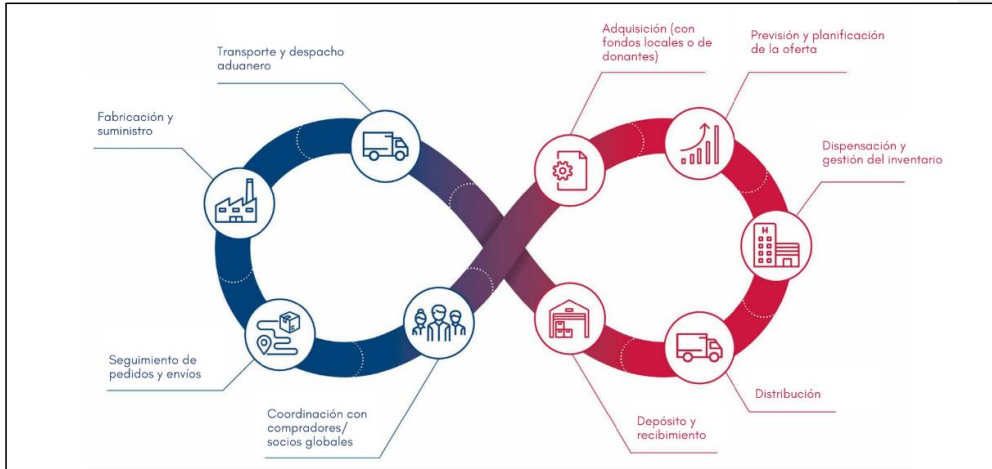 Transporte y despacho
aduanero
Fabricación y
suministro
Seguimiento de
pedidos y envíos
Coordinación con
compradores/
socios globales
Adquisición (con
fondos locales o de
donantes)
Previsión y planificación
de la oferta
Dispensación y
gestión del inventario
H
Distribución
Depósito y
recibimiento